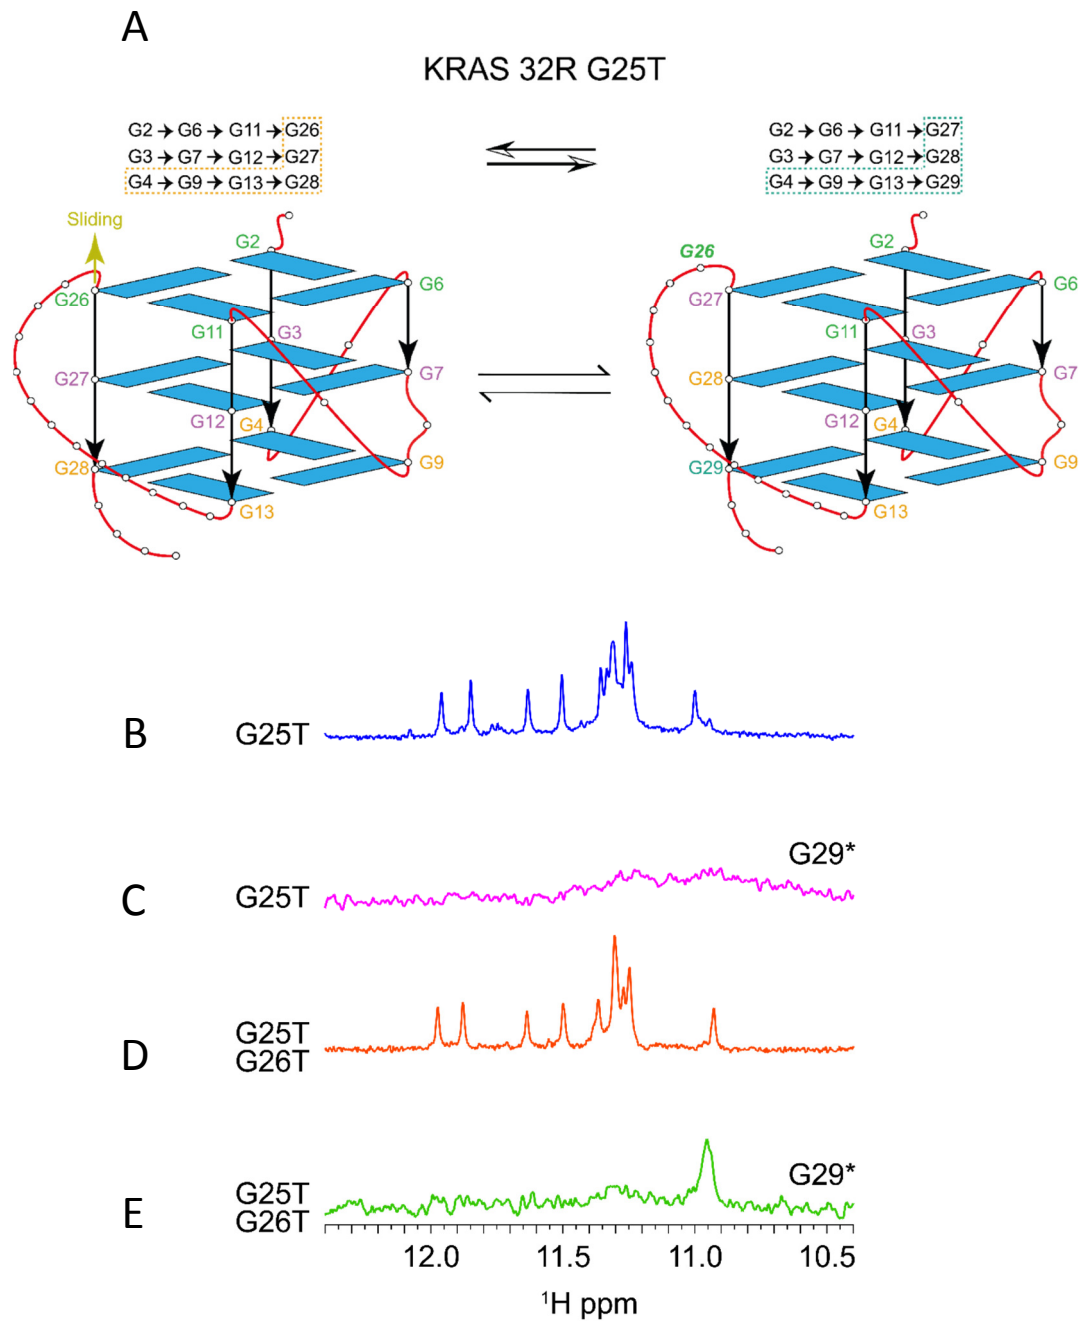 A
KRAS 32R G25T
G2 → G6 → G11 → G26
G3 → G7 → G12 → G27
G4 → G9 → G13 → G28
G2 → G6 → G11 → G27
G3 → G7 → G12 → G28
G4 → G9 → G13 → G29
Sliding
G2
G26
G6
G11
G3
G27
G7
G12
G4
G28
G9
G13
G2
G26
G6
G27
G11
G3
G28
G7
G12
G4
G29
G9
G13
B
G25T
C
G25T
G29*
D
G25T
G26T
E
G25T
G26T
G29*
12.0 11.5 11.0 10.5
¹H ppm